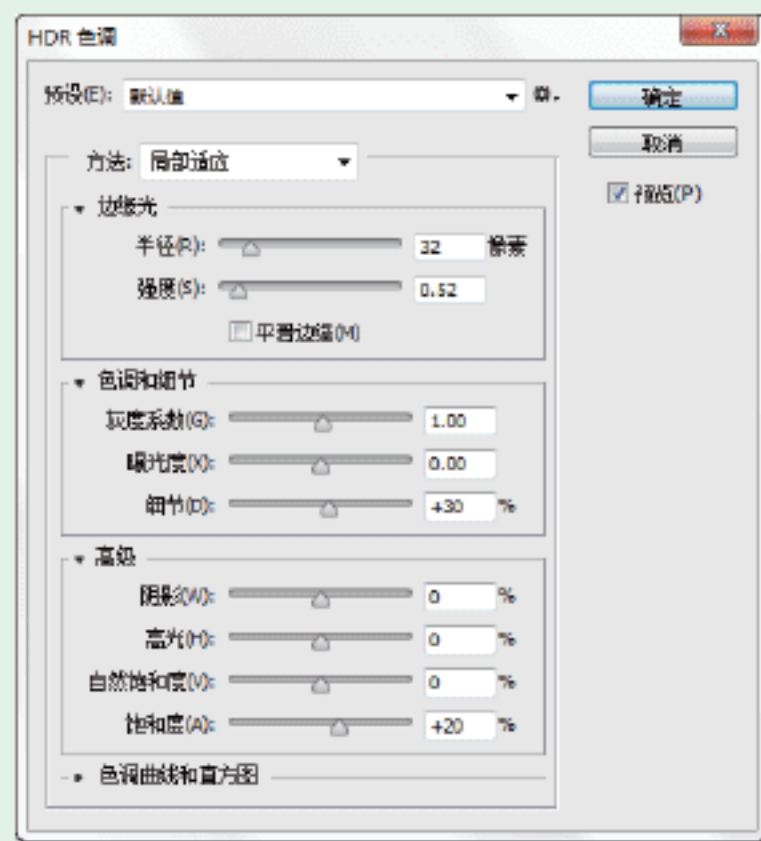 HDR 色调
预设(E): 默认值
确定
取消
预览(P)
方法: 局部适应
边缘光
半径(R): 32 像素
强度(S): 0.52
平滑边缘(M)
色调和细节
灰度系数(G): 1.00
曝光度(X): 0.00
细节(D): +30 %
高级
阴影(W): 0 %
高光(H): 0 %
自然饱和度(V): 0 %
饱和度(A): +20 %
色调曲线和直方图